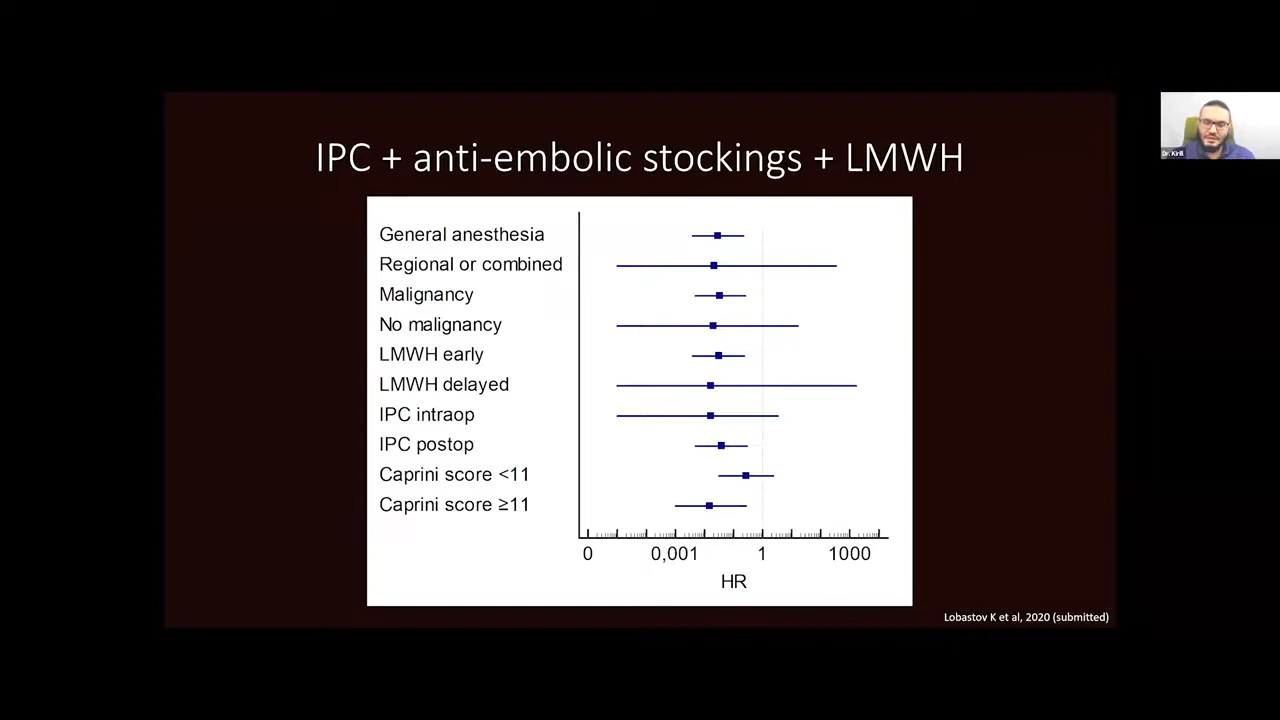 IPC + anti-embolic stockings + LMWH
Dr. Kirill
General anesthesia
Regional or combined
Malignancy
No malignancy
LMWH early
LMWH delayed
IPC intraop
IPC postop
Caprini score <11
Caprini score ≥11
0 0,001 1 1000
HR
Lobastov K et al, 2020 (submitted)